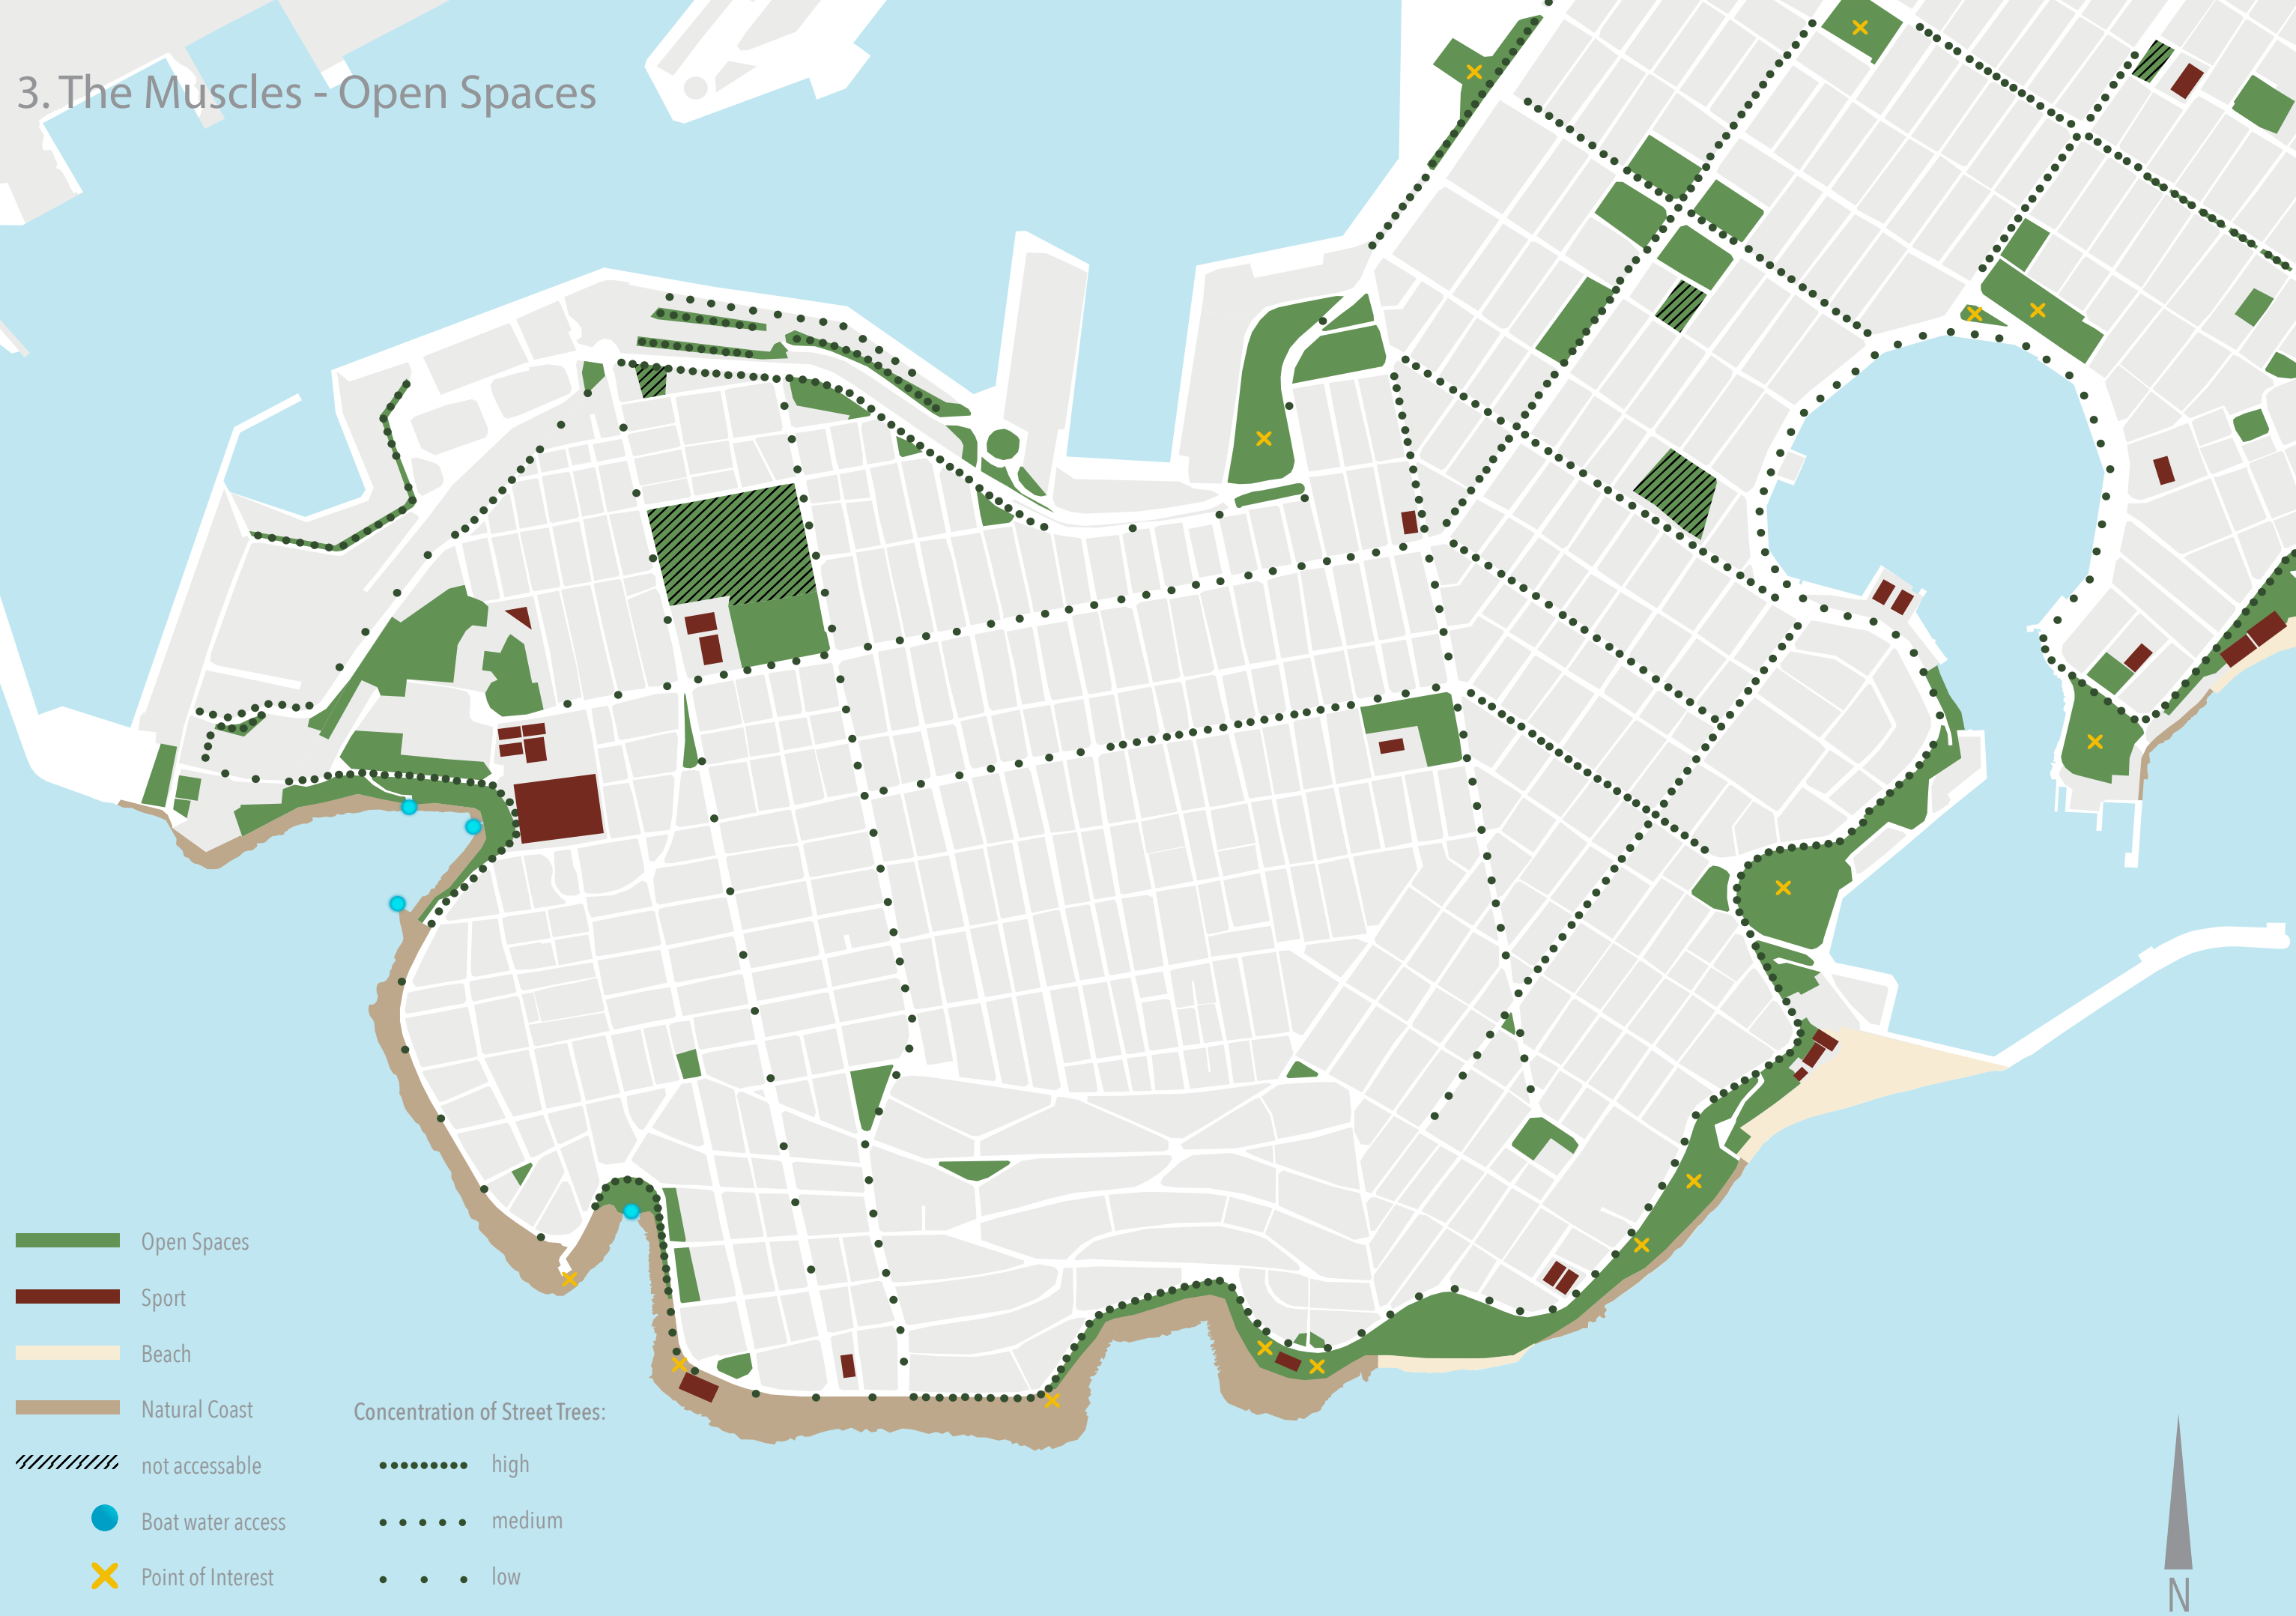 3. The Muscles - Open Spaces
Open Spaces
Sport
Beach
Natural Coast
not accessable
Boat water access
Point of Interest
Concentration of Street Trees:
high
medium
low
N